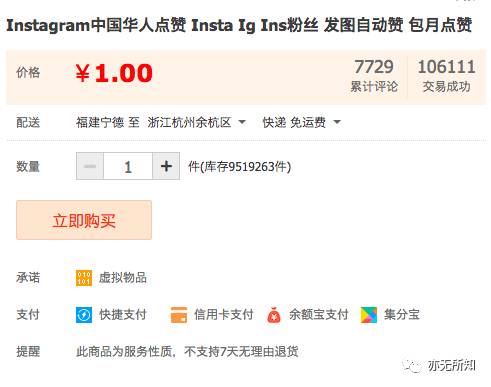 Instagram中国华人点赞 Insta Ig Ins粉丝 发图自动赞 包月点赞
价格 ¥1.00 7729 累计评论 106111 交易成功
配送 福建宁德 至 浙江杭州余杭区 快递 免运费
数量 1 件(库存9519263件)
立即购买
承诺 010 101 虚拟物品
支付 快捷支付 信用卡支付 余额宝支付 集分宝
提醒 此商品为服务性质，不支持7天无理由退货
亦无所知